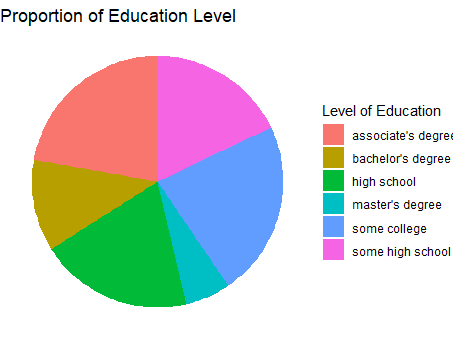 Proportion of Education Level
Level of Education
associate's degree
bachelor's degree
high school
master's degree
some college
some high school